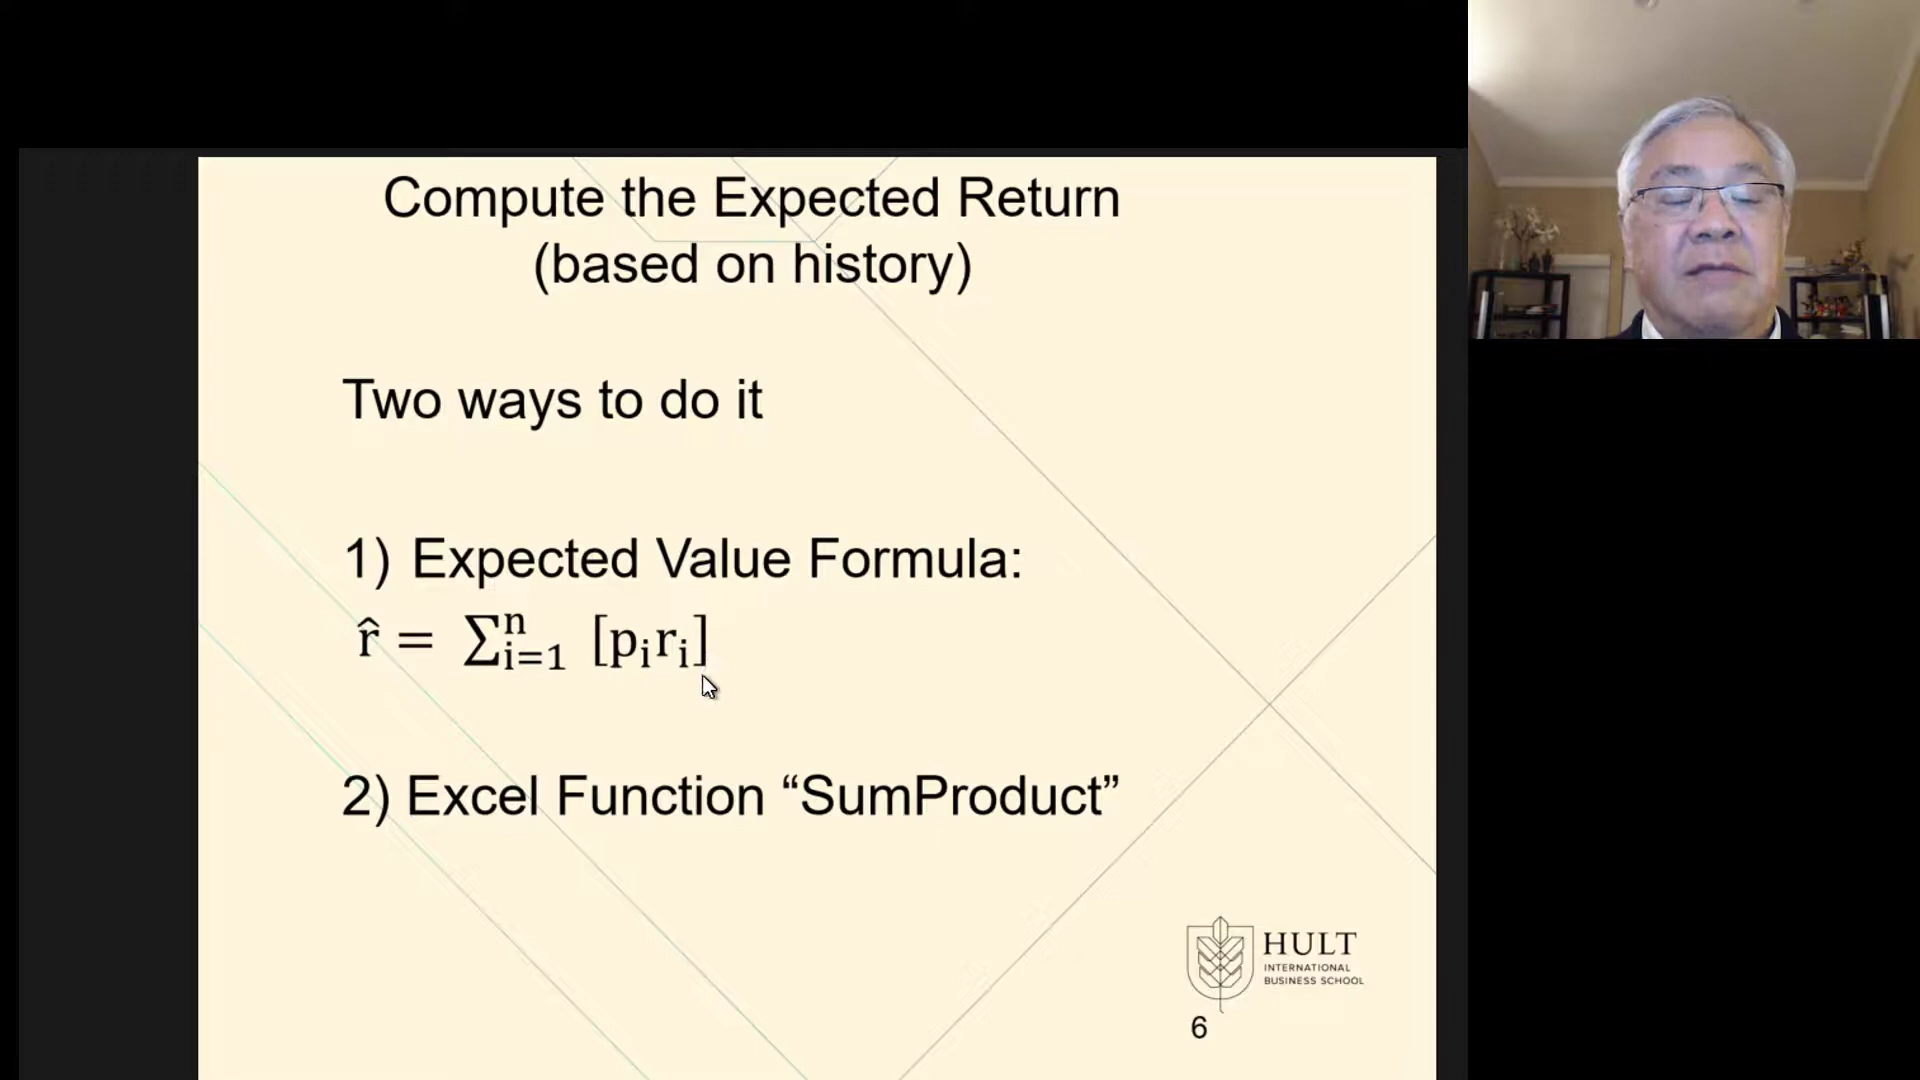 Compute the Expected Return
(based on history)
Two ways to do it
1) Expected Value Formula:
r̂ = ∑ⁿᵢ₌₁ [pᵢrᵢ]
2) Excel Function “SumProduct”
HULT
INTERNATIONAL
BUSINESS SCHOOL
6